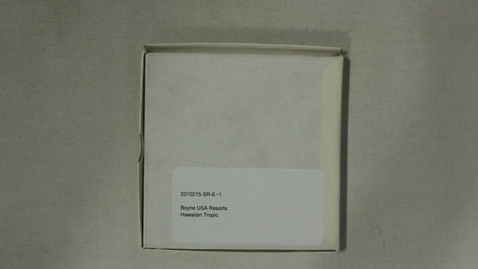 2010215-SR-6-1
Boyne USA Resorts
Hawaiian Tropic